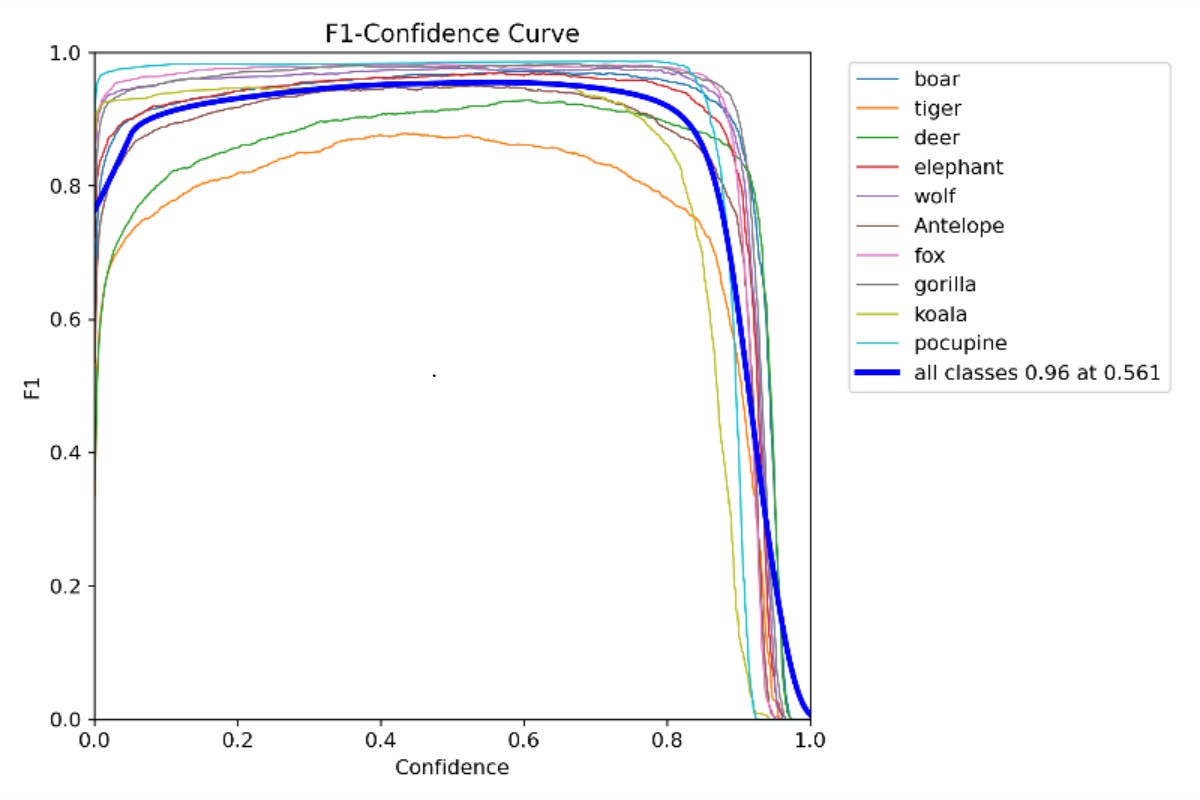 F1-Confidence Curve
1.0
0.8
0.6
0.4
0.2
0.0
F1
0.0 0.2 0.4 0.6 0.8 1.0
Confidence
boar
tiger
deer
elephant
wolf
Antelope
fox
gorilla
koala
pocupine
all classes 0.96 at 0.561